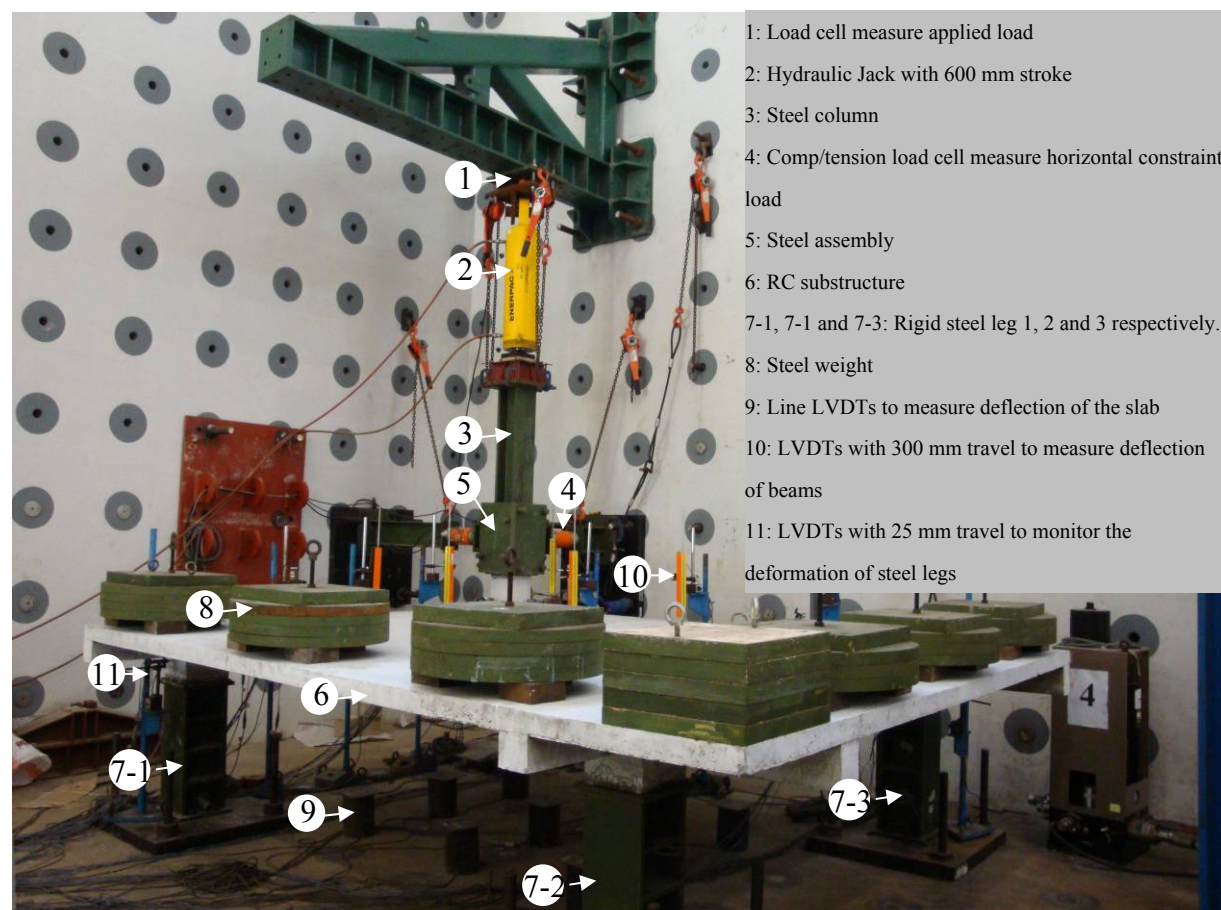 1: Load cell measure applied load
2: Hydraulic Jack with 600 mm stroke
3: Steel column
4: Comp/tension load cell measure horizontal constraint
load
5: Steel assembly
6: RC substructure
7-1, 7-1 and 7-3: Rigid steel leg 1, 2 and 3 respectively.
8: Steel weight
9: Line LVDTs to measure deflection of the slab
10: LVDTs with 300 mm travel to measure deflection
of beams
11: LVDTs with 25 mm travel to monitor the
deformation of steel legs
1
2
ENERPAC
3
5
4
10
8
11
6
4
7-1
7-3
9
7-2